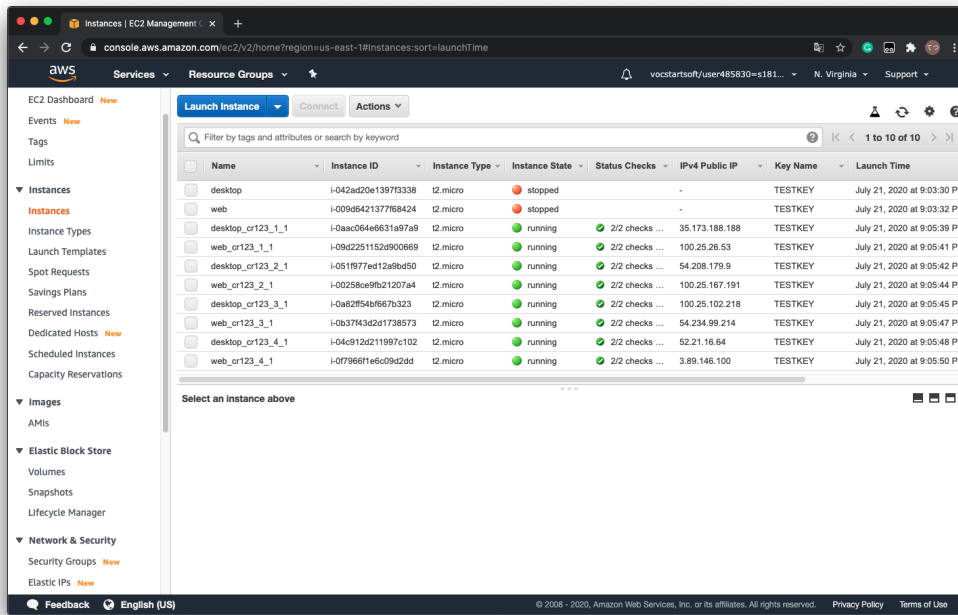 Instances | EC2 Management C
console.aws.amazon.com/ec2/v2/home?region=us-east-1#Instances:sort=launchTime
aws Services Resource Groups vocstartsoft/user485830=s181... N. Virginia Support
EC2 Dashboard New
Events New
Tags
Limits
Instances
Instances
Instance Types
Launch Templates
Spot Requests
Savings Plans
Reserved Instances
Dedicated Hosts New
Scheduled Instances
Capacity Reservations
Images
AMIs
Elastic Block Store
Volumes
Snapshots
Lifecycle Manager
Network & Security
Security Groups New
Elastic IPs New
Launch Instance Connect Actions
Filter by tags and attributes or search by keyword 1 to 10 of 10
Name Instance ID Instance Type Instance State Status Checks IPv4 Public IP Key Name Launch Time
desktop i-042ad20e1397f3338 t2.micro stopped - TESTKEY July 21, 2020 at 9:03:30 P
web i-009d6421377f68424 t2.micro stopped - TESTKEY July 21, 2020 at 9:03:32 P
desktop_cr123_1_1 i-0aac064e6631a97a9 t2.micro running 2/2 checks ... 35.173.188.188 TESTKEY July 21, 2020 at 9:05:39 P
web_cr123_1_1 i-09d2251152d900669 t2.micro running 2/2 checks ... 100.25.26.53 TESTKEY July 21, 2020 at 9:05:41 P
desktop_cr123_2_1 i-051f977ed12a9bd50 t2.micro running 2/2 checks ... 54.208.179.9 TESTKEY July 21, 2020 at 9:05:42 P
web_cr123_2_1 i-00258ce9fb21207a4 t2.micro running 2/2 checks ... 100.25.167.191 TESTKEY July 21, 2020 at 9:05:44 P
desktop_cr123_3_1 i-0a82ff54bf667b323 t2.micro running 2/2 checks ... 100.25.102.218 TESTKEY July 21, 2020 at 9:05:45 P
web_cr123_3_1 i-0b37f43d2d1738573 t2.micro running 2/2 checks ... 54.234.99.214 TESTKEY July 21, 2020 at 9:05:47 P
desktop_cr123_4_1 i-04c912d211997c102 t2.micro running 2/2 checks ... 52.21.16.64 TESTKEY July 21, 2020 at 9:05:48 P
web_cr123_4_1 i-0f7966f1e6c09d2dd t2.micro running 2/2 checks ... 3.89.146.100 TESTKEY July 21, 2020 at 9:05:50 P
Select an instance above
Feedback English (US) © 2008 - 2020, Amazon Web Services, Inc. or its affiliates. All rights reserved. Privacy Policy Terms of Use